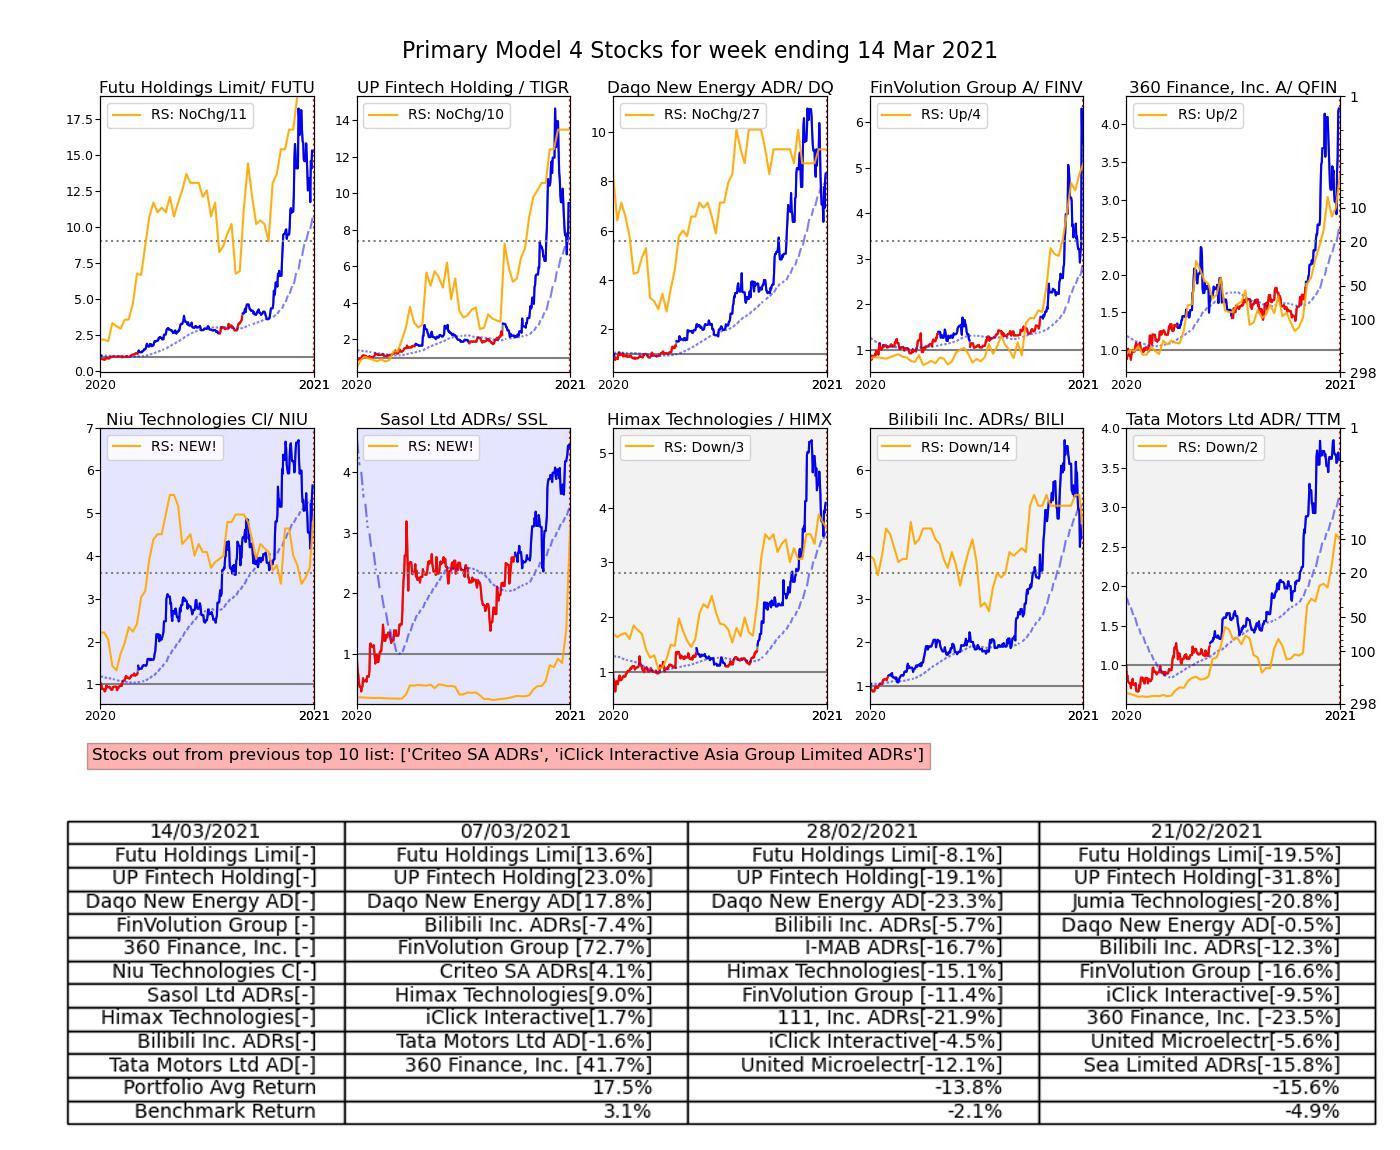 Primary Model 4 Stocks for week ending 14 Mar 2021
Futu Holdings Limit/ FUTU
UP Fintech Holding / TIGR
Daqo New Energy ADR/ DQ
FinVolution Group A/ FINV
360 Finance, Inc. A/ QFIN
RS: NoChg/11
RS: NoChg/10
RS: NoChg/27
RS: Up/4
RS: Up/2
17.5
15.0
12.5
10.0
7.5
5.0
2.5
0.0
2020
2021
14
12
10
8
6
4
2
2020
2021
10
8
6
4
2
2020
2021
6
5
4
3
2
1
2020
2021
4.0
3.5
3.0
2.5
2.0
1.5
1.0
2020
2021
1
10
20
50
100
298
Niu Technologies Cl/ NIU
Sasol Ltd ADRs/ SSL
Himax Technologies / HIMX
Bilibili Inc. ADRs/ BILI
Tata Motors Ltd ADR/ TTM
RS: NEW!
RS: NEW!
RS: Down/3
RS: Down/14
RS: Down/2
7
6
5
4
3
2
1
2020
2021
4
3
2
1
2020
2021
5
4
3
2
1
2020
2021
6
5
4
3
2
1
2020
2021
4.0
3.5
3.0
2.5
2.0
1.5
1.0
2020
2021
1
10
20
50
100
298
Stocks out from previous top 10 list: ['Criteo SA ADRs', 'iClick Interactive Asia Group Limited ADRs']
14/03/2021 07/03/2021 28/02/2021 21/02/2021
Futu Holdings Limi[-] Futu Holdings Limi[13.6%] Futu Holdings Limi[-8.1%] Futu Holdings Limi[-19.5%]
UP Fintech Holding[-] UP Fintech Holding[23.0%] UP Fintech Holding[-19.1%] UP Fintech Holding[-31.8%]
Daqo New Energy AD[-] Daqo New Energy AD[17.8%] Daqo New Energy AD[-23.3%] Jumia Technologies[-20.8%]
FinVolution Group [-] Bilibili Inc. ADRs[-7.4%] Bilibili Inc. ADRs[-5.7%] Daqo New Energy AD[-0.5%]
360 Finance, Inc. [-] FinVolution Group [72.7%] I-MAB ADRs[-16.7%] Bilibili Inc. ADRs[-12.3%]
Niu Technologies C[-] Criteo SA ADRs[4.1%] Himax Technologies[-15.1%] FinVolution Group [-16.6%]
Sasol Ltd ADRs[-] Himax Technologies[9.0%] FinVolution Group [-11.4%] iClick Interactive[-9.5%]
Himax Technologies[-] iClick Interactive[1.7%] 111, Inc. ADRs[-21.9%] 360 Finance, Inc. [-23.5%]
Bilibili Inc. ADRs[-] Tata Motors Ltd AD[-1.6%] iClick Interactive[-4.5%] United Microelectr[-5.6%]
Tata Motors Ltd AD[-] 360 Finance, Inc. [41.7%] United Microelectr[-12.1%] Sea Limited ADRs[-15.8%]
Portfolio Avg Return 17.5% -13.8% -15.6%
Benchmark Return 3.1% -2.1% -4.9%